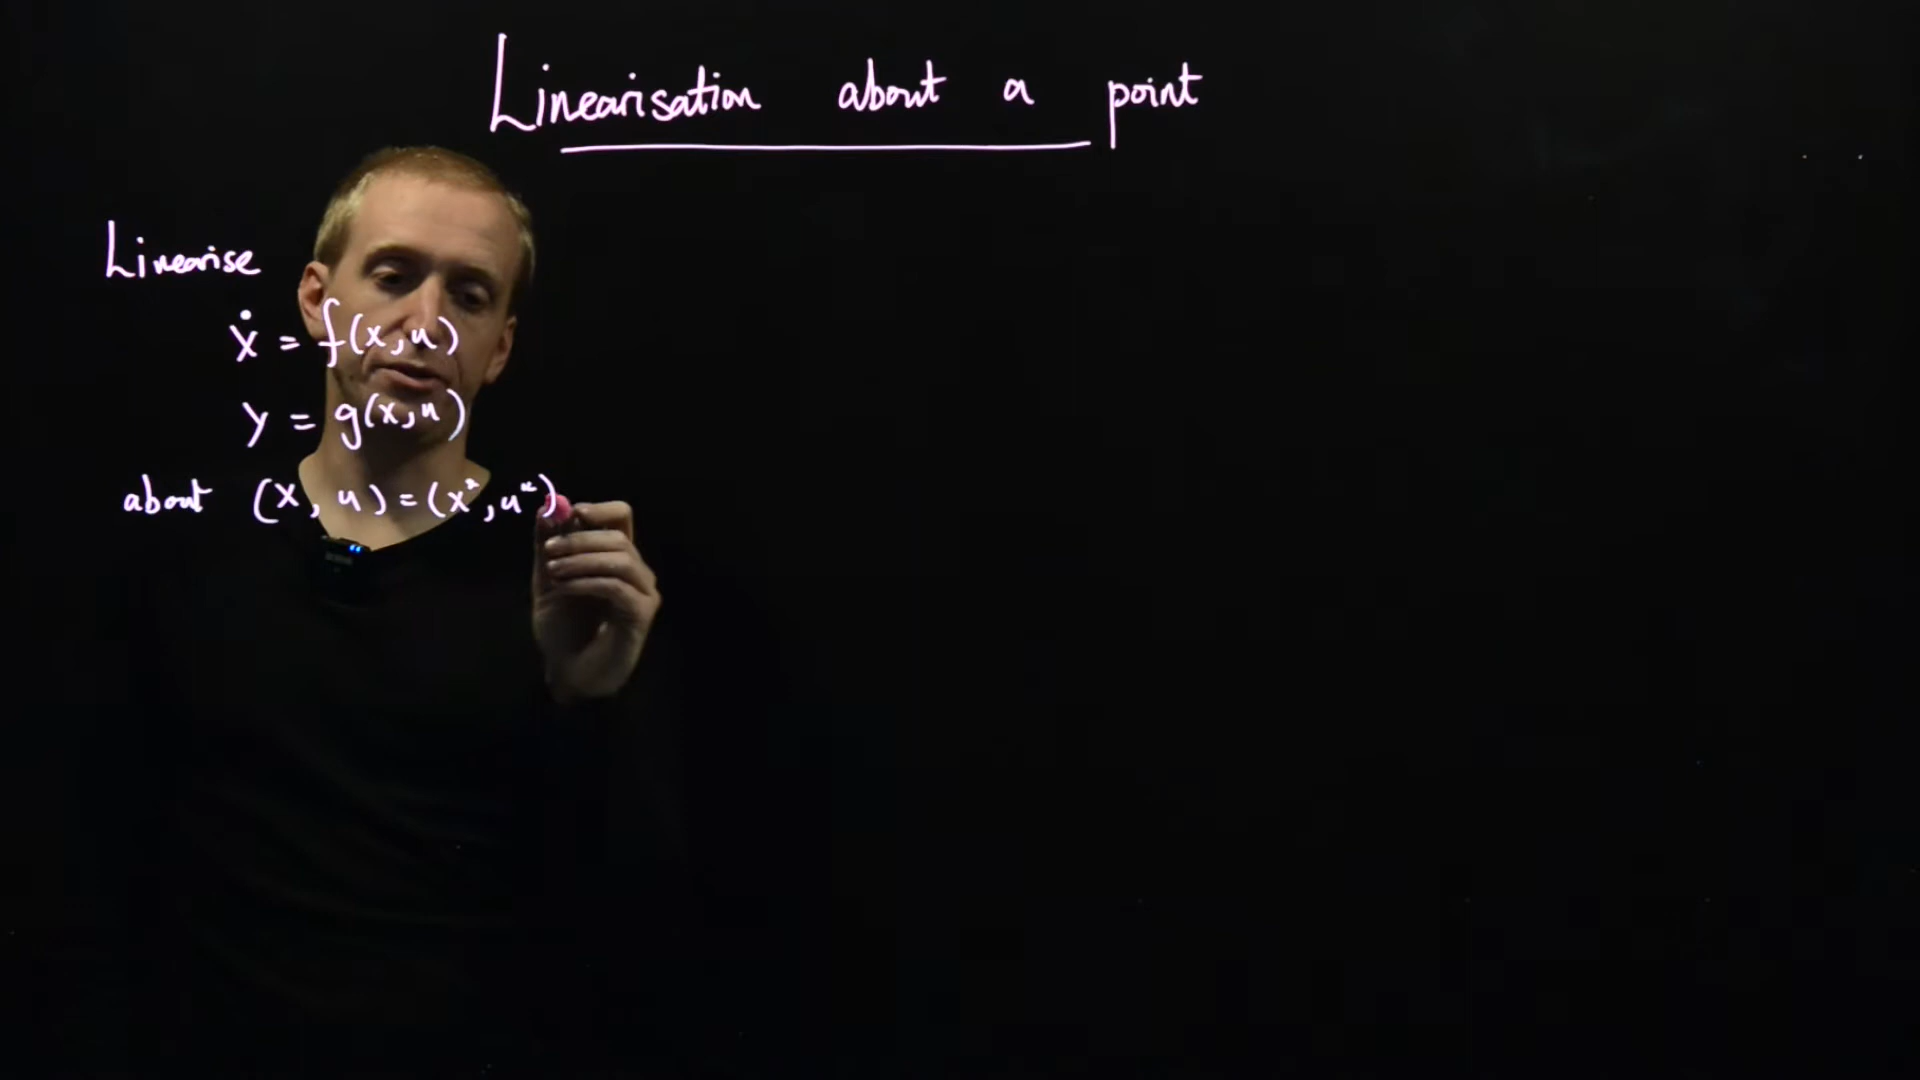 Linearisation about a point
Linearise
ẋ = f(x,u)
y = g(x,u)
about (x, u) = (x*, u*)